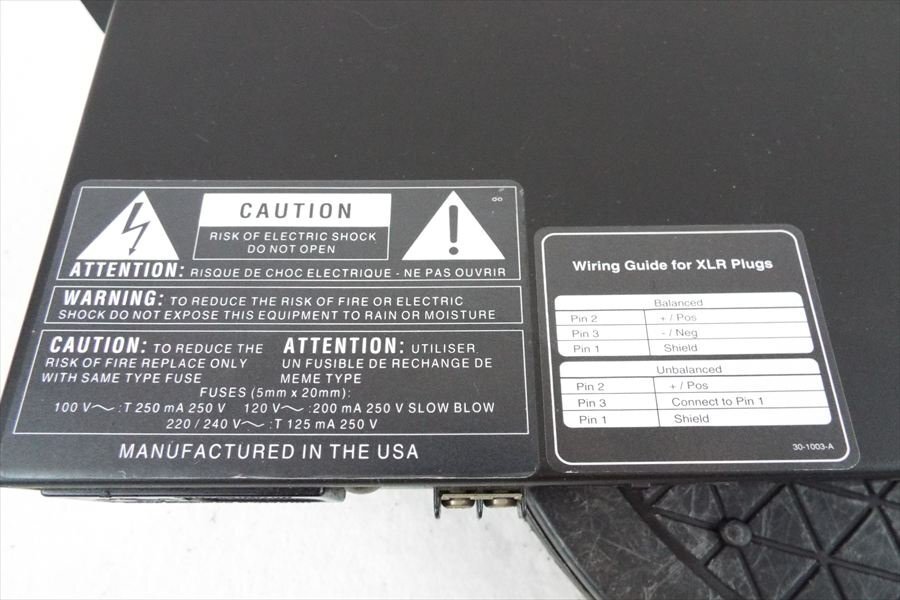 CAUTION
RISK OF ELECTRIC SHOCK
DO NOT OPEN
ATTENTION: RISQUE DE CHOC ELECTRIQUE - NE PAS OUVRIR
WARNING: TO REDUCE THE RISK OF FIRE OR ELECTRIC
SHOCK DO NOT EXPOSE THIS EQUIPMENT TO RAIN OR MOISTURE
CAUTION: TO REDUCE THE
RISK OF FIRE REPLACE ONLY
WITH SAME TYPE FUSE
ATTENTION: UTILISER
UN FUSIBLE DE RECHANGE DE
MEME TYPE
FUSES (5mm x 20mm):
100 V~ :T 250 mA 250 V 120 V~ :200 mA 250 V SLOW BLOW
220 / 240 V~ :T 125 mA 250 V
MANUFACTURED IN THE USA
Wiring Guide for XLR Plugs
Balanced
Pin 2 + / Pos
Pin 3 - / Neg
Pin 1 Shield
Unbalanced
Pin 2 + / Pos
Pin 3 Connect to Pin 1
Pin 1 Shield
30-1003-A